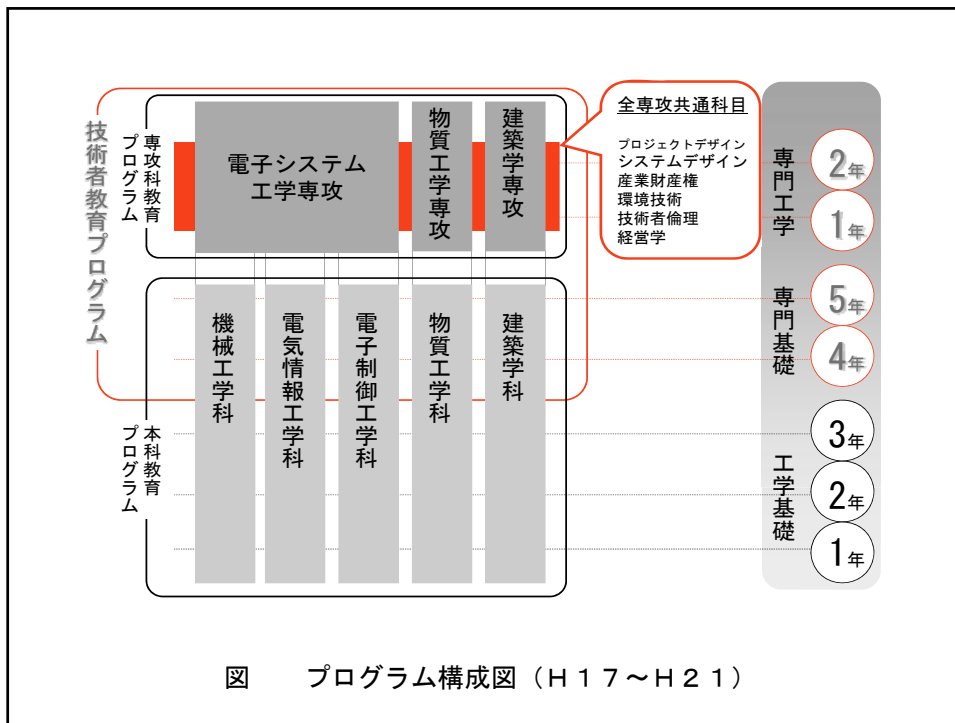 技術者教育プログラム
専攻科教育
プログラム
電子システム
工学専攻
物質工学専攻
建築学専攻
全専攻共通科目
プロジェクトデザイン
システムデザイン
産業財産権
環境技術
技術者倫理
経営学
本科教育
プログラム
機械工学科
電気情報工学科
電子制御工学科
物質工学科
建築学科
専門工学
2年
1年
専門基礎
5年
4年
工学基礎
3年
2年
1年
図　プログラム構成図（Ｈ１７～Ｈ２１）